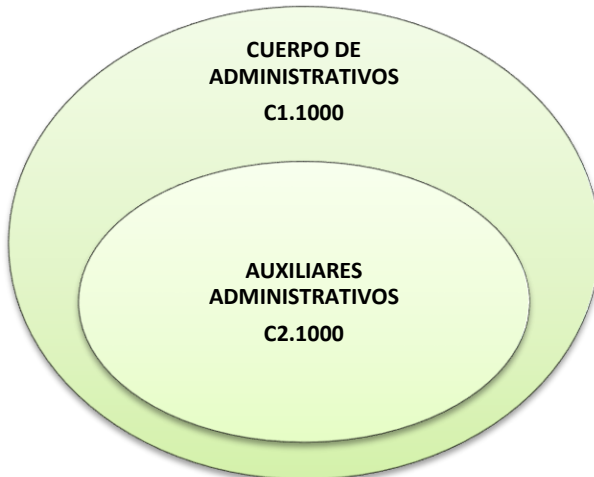 CUERPO DE
ADMINISTRATIVOS
C1.1000
AUXILIARES
ADMINISTRATIVOS
C2.1000